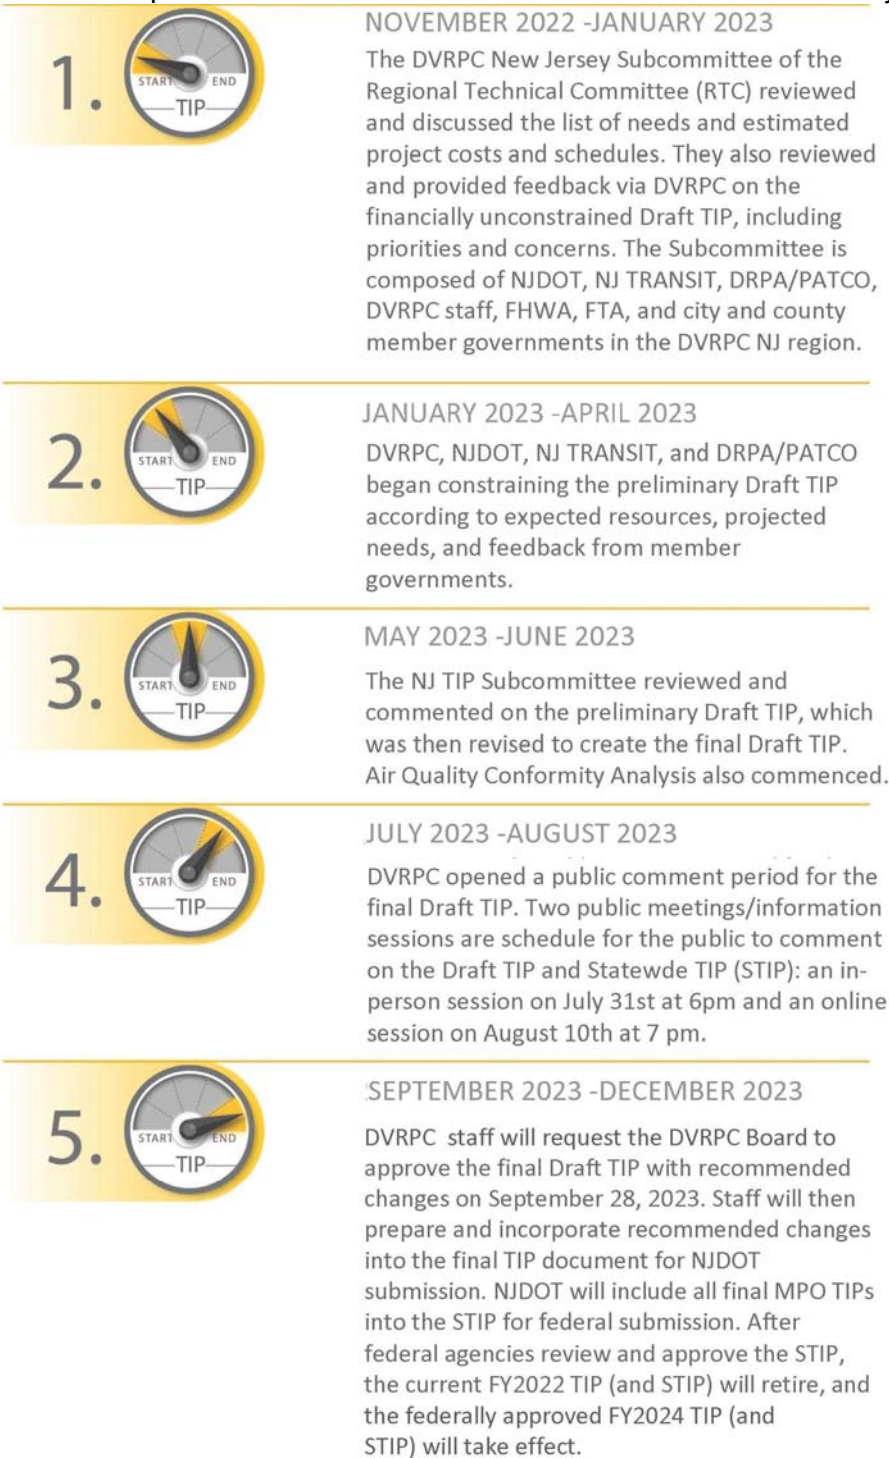 1.
START
END
TIP
NOVEMBER 2022 -JANUARY 2023
The DVRPC New Jersey Subcommittee of the
Regional Technical Committee (RTC) reviewed
and discussed the list of needs and estimated
project costs and schedules. They also reviewed
and provided feedback via DVRPC on the
financially unconstrained Draft TIP, including
priorities and concerns. The Subcommittee is
composed of NJDOT, NJ TRANSIT, DRPA/PATCO,
DVRPC staff, FHWA, FTA, and city and county
member governments in the DVRPC NJ region.
2.
START
END
TIP
JANUARY 2023 -APRIL 2023
DVRPC, NJDOT, NJ TRANSIT, and DRPA/PATCO
began constraining the preliminary Draft TIP
according to expected resources, projected
needs, and feedback from member
governments.
3.
START
END
TIP
MAY 2023 -JUNE 2023
The NJ TIP Subcommittee reviewed and
commented on the preliminary Draft TIP, which
was then revised to create the final Draft TIP.
Air Quality Conformity Analysis also commenced.
4.
START
END
TIP
JULY 2023 -AUGUST 2023
DVRPC opened a public comment period for the
final Draft TIP. Two public meetings/information
sessions are schedule for the public to comment
on the Draft TIP and Statewde TIP (STIP): an in-
person session on July 31st at 6pm and an online
session on August 10th at 7 pm.
5.
START
END
TIP
SEPTEMBER 2023 -DECEMBER 2023
DVRPC staff will request the DVRPC Board to
approve the final Draft TIP with recommended
changes on September 28, 2023. Staff will then
prepare and incorporate recommended changes
into the final TIP document for NJDOT
submission. NJDOT will include all final MPO TIPs
into the STIP for federal submission. After
federal agencies review and approve the STIP,
the current FY2022 TIP (and STIP) will retire, and
the federally approved FY2024 TIP (and
STIP) will take effect.